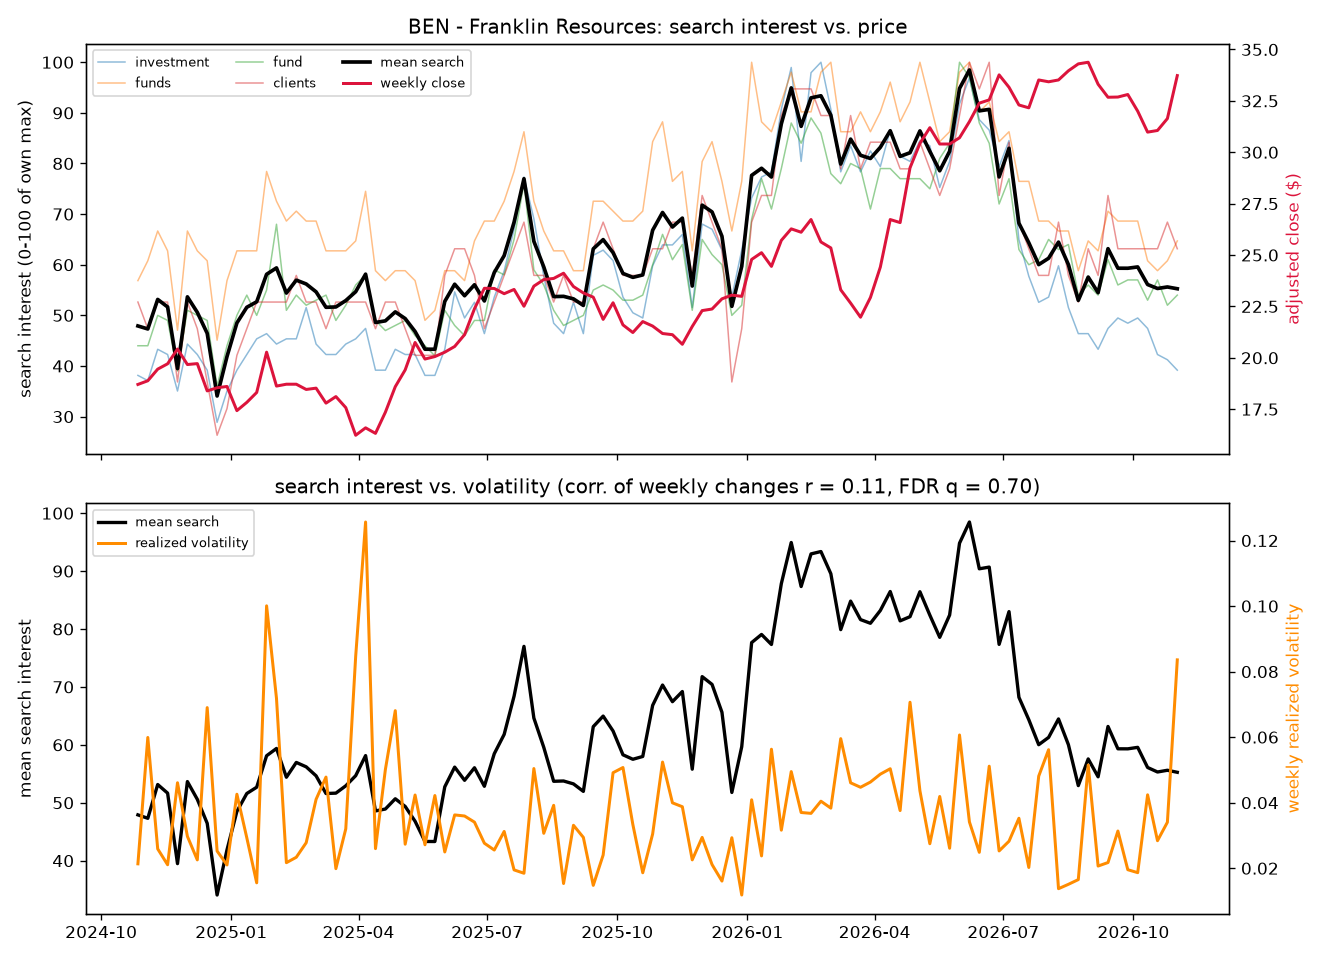 BEN - Franklin Resources: search interest vs. price
investment
funds
fund
clients
mean search
weekly close
search interest (0-100 of own max)
100
90
80
70
60
50
40
30
adjusted close ($)
35.0
32.5
30.0
27.5
25.0
22.5
20.0
17.5
search interest vs. volatility (corr. of weekly changes r = 0.11, FDR q = 0.70)
mean search
realized volatility
mean search interest
100
90
80
70
60
50
40
weekly realized volatility
0.12
0.10
0.08
0.06
0.04
0.02
2024-10
2025-01
2025-04
2025-07
2025-10
2026-01
2026-04
2026-07
2026-10